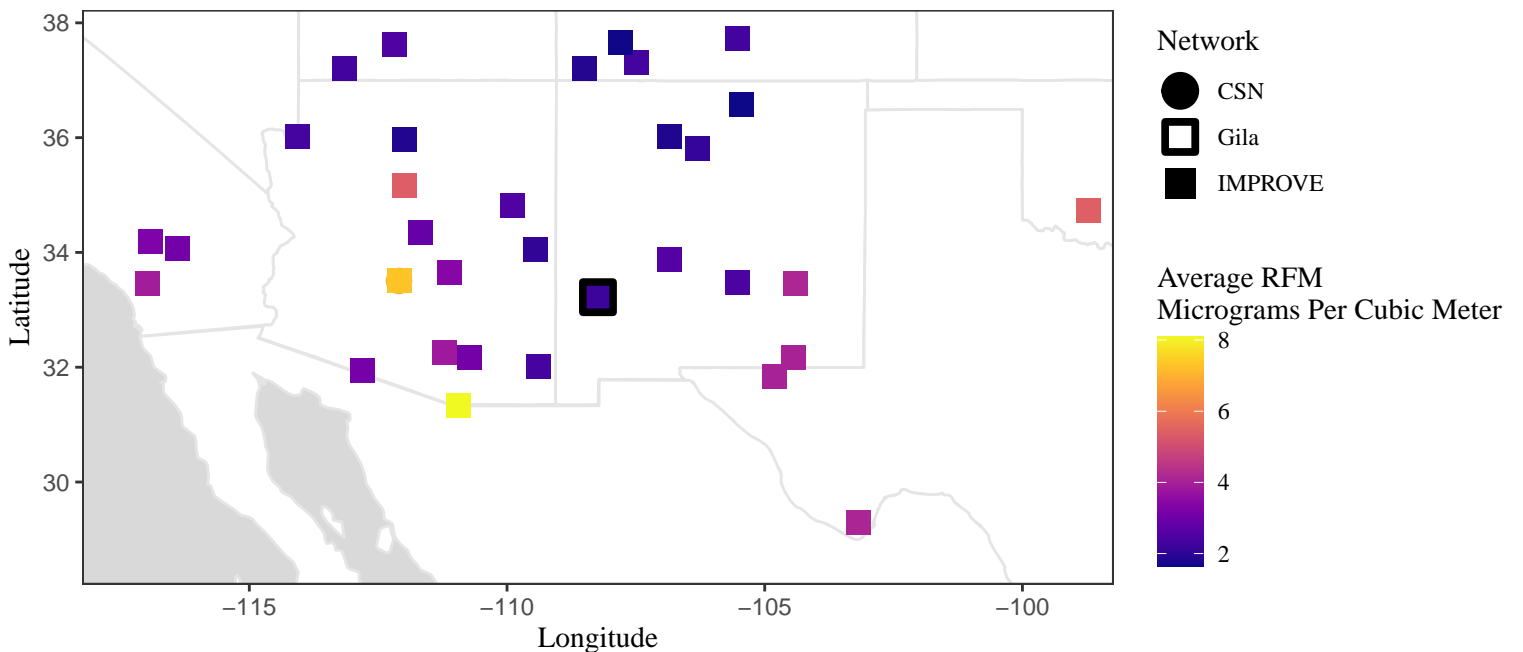 38
36
34
32
30
Latitude
−115
−110
−105
−100
Longitude
Network
CSN
Gila
IMPROVE
Average RFM
Micrograms Per Cubic Meter
8
6
4
2